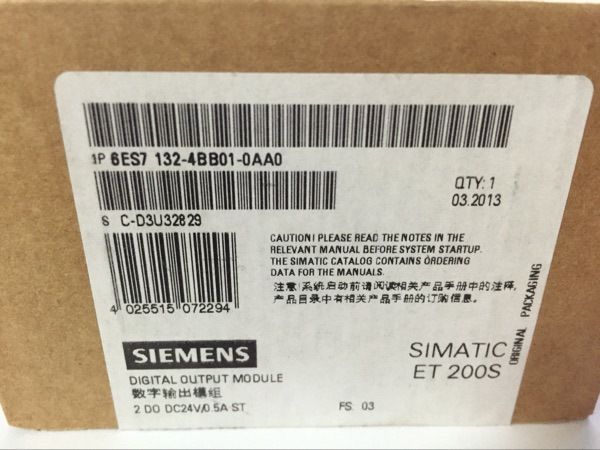 1P 6ES7 132-4BB01-0AA0
QTY: 1
03.2013
S C-D3U32829
CAUTION! PLEASE READ THE NOTES IN THE
RELEVANT MANUAL BEFORE SYSTEM STARTUP.
THE SIMATIC CATALOG CONTAINS ORDERING
DATA FOR THE MANUALS.
注意!系统启动前请阅读相关产品手册中的注释,
产品目录中有相关产品手册的订购信息。
4 025515 072294
ORIGINAL PACKAGING
SIEMENS
SIMATIC
ET 200S
DIGITAL OUTPUT MODULE
数字输出模组
2 DO DC24V/0.5A ST
FS: 03